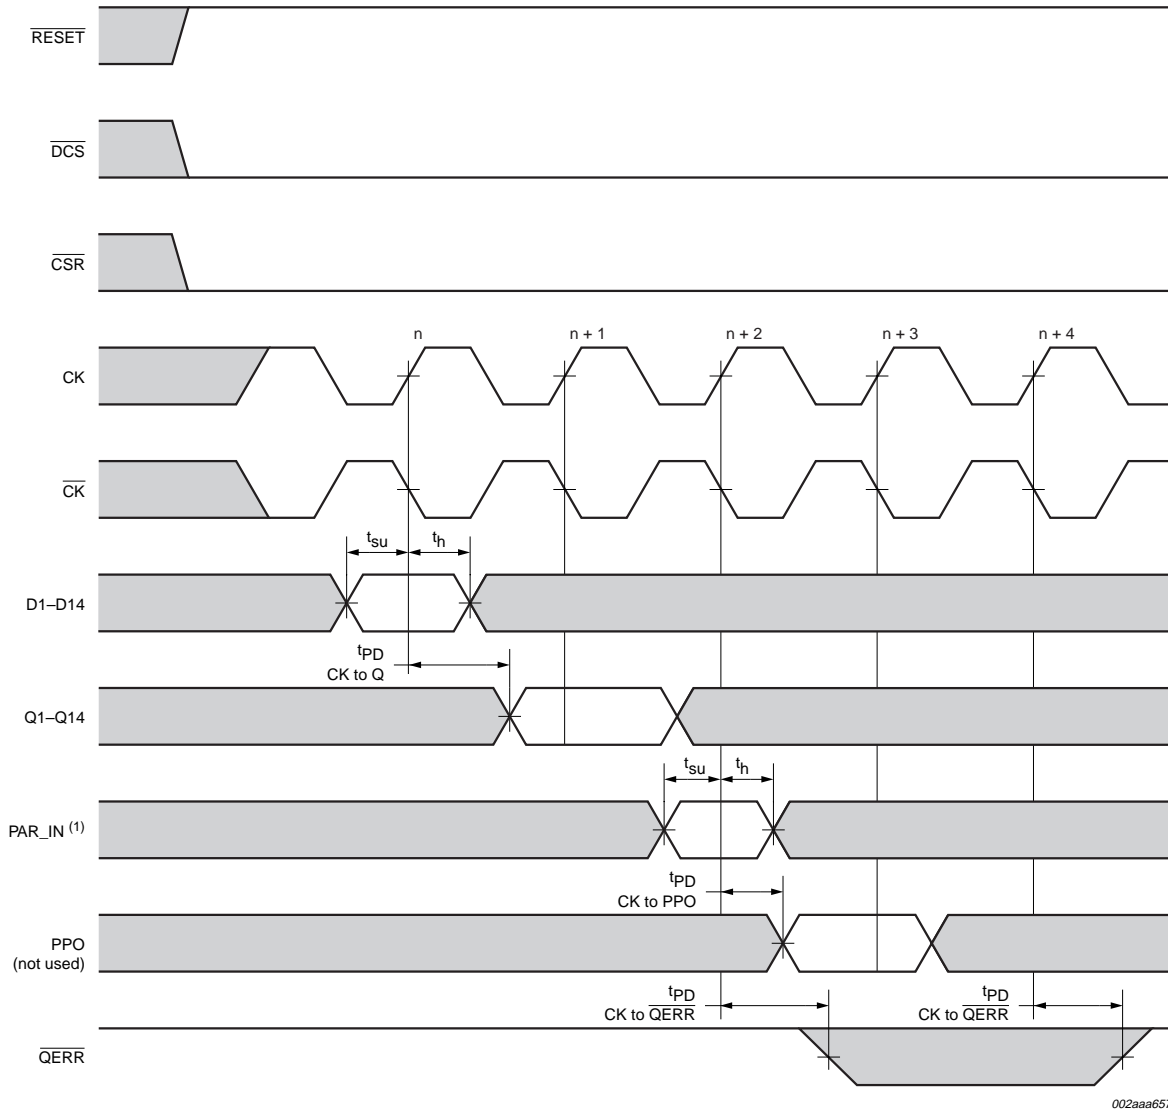 RESET
DCS
CSR
n n + 1 n + 2 n + 3 n + 4
CK
CK
tsu th
D1–D14
tPD
CK to Q
Q1–Q14
tsu th
PAR_IN (1)
tPD
CK to PPO
PPO
(not used)
tPD
CK to QERR
tPD
CK to QERR
QERR
002aaa657